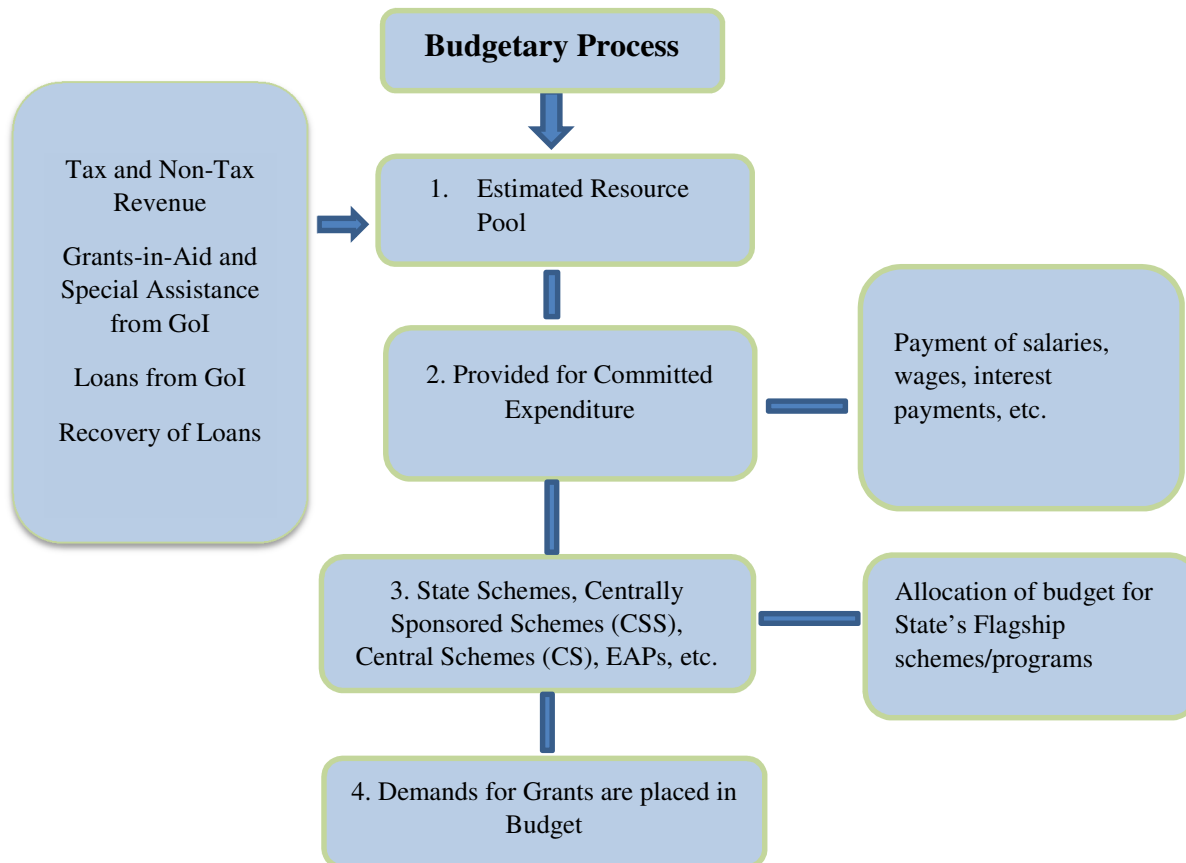 Budgetary Process
Tax and Non-Tax
Revenue
Grants-in-Aid and
Special Assistance
from GoI
Loans from GoI
Recovery of Loans
1. Estimated Resource
Pool
2. Provided for Committed
Expenditure
Payment of salaries,
wages, interest
payments, etc.
3. State Schemes, Centrally
Sponsored Schemes (CSS),
Central Schemes (CS), EAPs, etc.
Allocation of budget for
State’s Flagship
schemes/programs
4. Demands for Grants are placed in
Budget